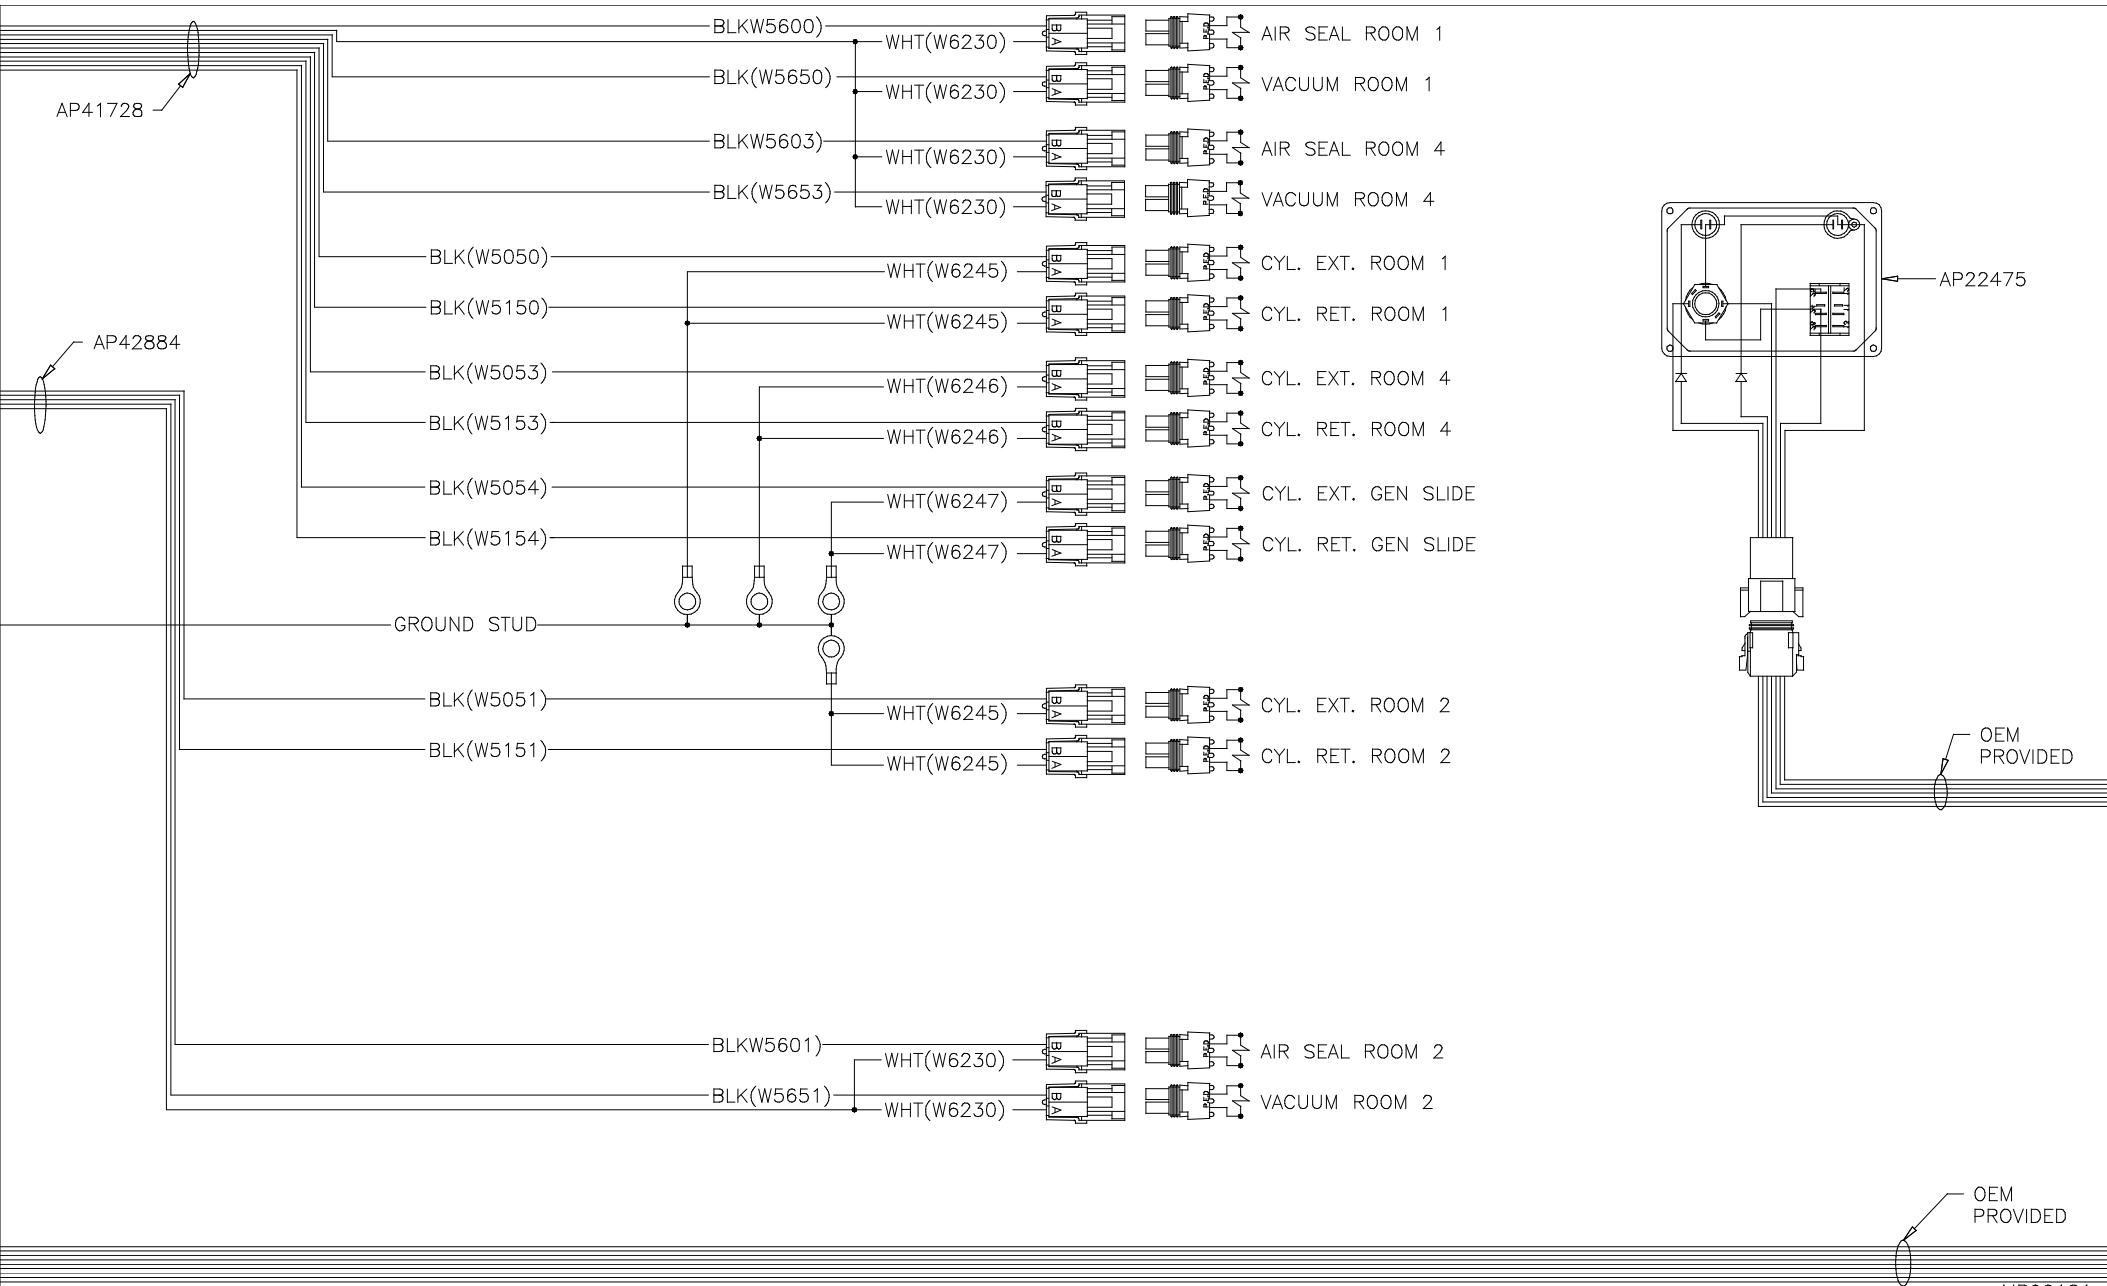 BLKW5600)
WHT(W6230)
AIR SEAL ROOM 1
BLK(W5650)
WHT(W6230)
VACUUM ROOM 1
AP41728
BLKW5603)
WHT(W6230)
AIR SEAL ROOM 4
BLK(W5653)
WHT(W6230)
VACUUM ROOM 4
BLK(W5050)
WHT(W6245)
CYL. EXT. ROOM 1
AP22475
BLK(W5150)
WHT(W6245)
CYL. RET. ROOM 1
AP42884
BLK(W5053)
WHT(W6246)
CYL. EXT. ROOM 4
BLK(W5153)
WHT(W6246)
CYL. RET. ROOM 4
BLK(W5054)
WHT(W6247)
CYL. EXT. GEN SLIDE
BLK(W5154)
WHT(W6247)
CYL. RET. GEN SLIDE
GROUND STUD
BLK(W5051)
WHT(W6245)
CYL. EXT. ROOM 2
BLK(W5151)
WHT(W6245)
CYL. RET. ROOM 2
OEM
PROVIDED
BLKW5601)
WHT(W6230)
AIR SEAL ROOM 2
BLK(W5651)
WHT(W6230)
VACUUM ROOM 2
OEM
PROVIDED